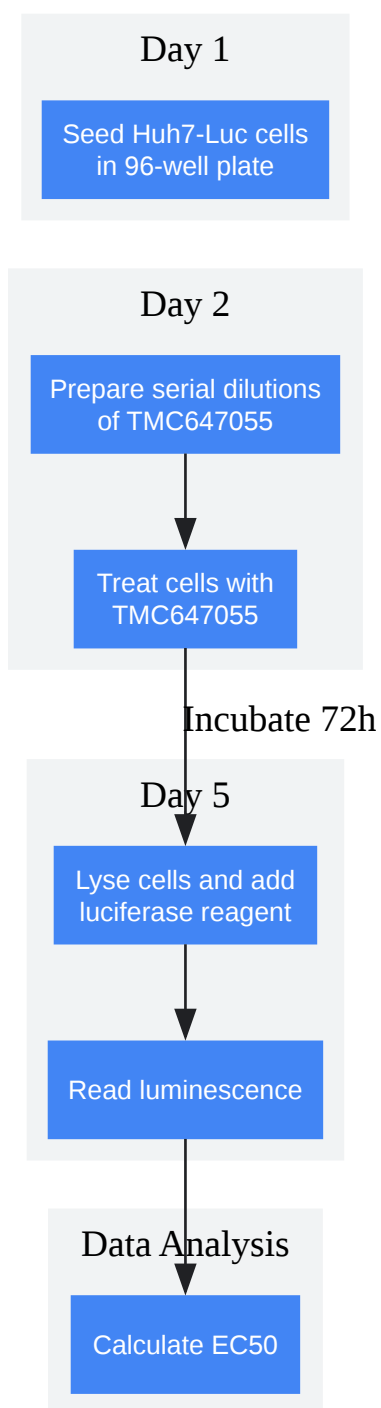 Day 1
Seed Huh7-Luc cells
in 96-well plate
Day 2
Prepare serial dilutions
of TMC647055
Treat cells with
TMC647055
Incubate 72h
Day 5
Lyse cells and add
luciferase reagent
Read luminescence
Data Analysis
Calculate EC50